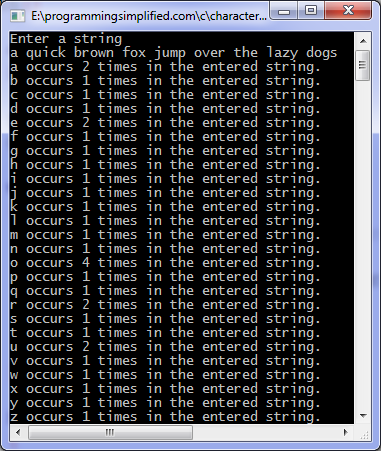 E:\programmingsimplified.com\c\character...
Enter a string
a quick brown fox jump over the lazy dogs
a occurs 2 times in the entered string.
b occurs 1 times in the entered string.
c occurs 1 times in the entered string.
d occurs 1 times in the entered string.
e occurs 2 times in the entered string.
f occurs 1 times in the entered string.
g occurs 1 times in the entered string.
h occurs 1 times in the entered string.
i occurs 1 times in the entered string.
j occurs 1 times in the entered string.
k occurs 1 times in the entered string.
l occurs 1 times in the entered string.
m occurs 1 times in the entered string.
n occurs 1 times in the entered string.
o occurs 4 times in the entered string.
p occurs 1 times in the entered string.
q occurs 1 times in the entered string.
r occurs 2 times in the entered string.
s occurs 1 times in the entered string.
t occurs 1 times in the entered string.
u occurs 2 times in the entered string.
v occurs 1 times in the entered string.
w occurs 1 times in the entered string.
x occurs 1 times in the entered string.
y occurs 1 times in the entered string.
z occurs 1 times in the entered string.